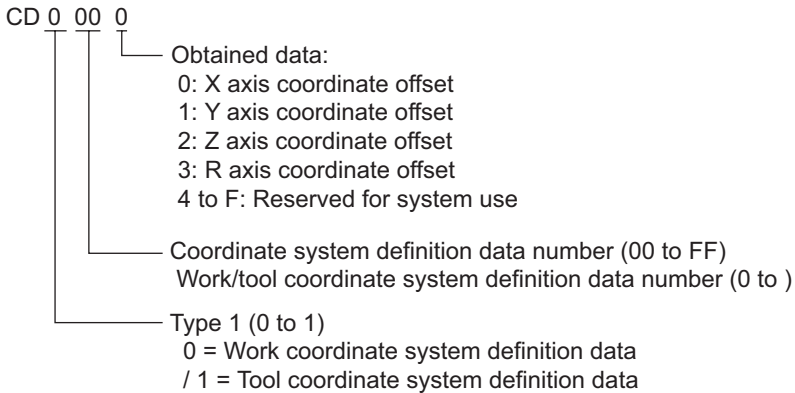 CD 0 00 0
Obtained data:
0: X axis coordinate offset
1: Y axis coordinate offset
2: Z axis coordinate offset
3: R axis coordinate offset
4 to F: Reserved for system use
Coordinate system definition data number (00 to FF)
Work/tool coordinate system definition data number (0 to )
Type 1 (0 to 1)
0 = Work coordinate system definition data
/ 1 = Tool coordinate system definition data